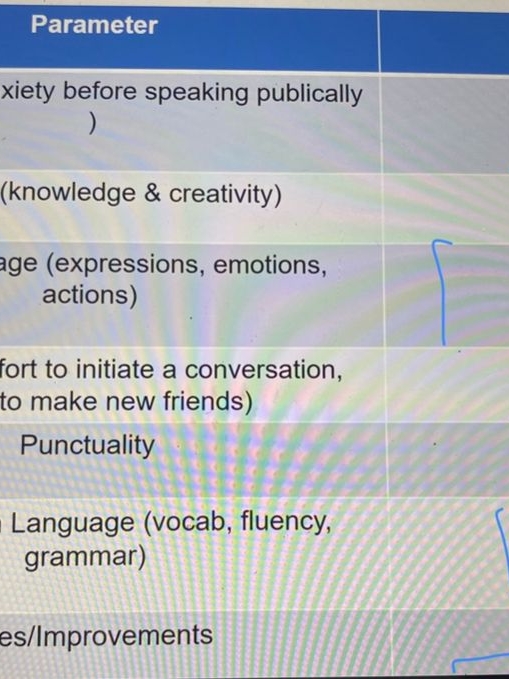 Parameter
xiety before speaking publically
)
(knowledge & creativity)
age (expressions, emotions,
actions)
fort to initiate a conversation,
to make new friends)
Punctuality
Language (vocab, fluency,
grammar)
es/Improvements